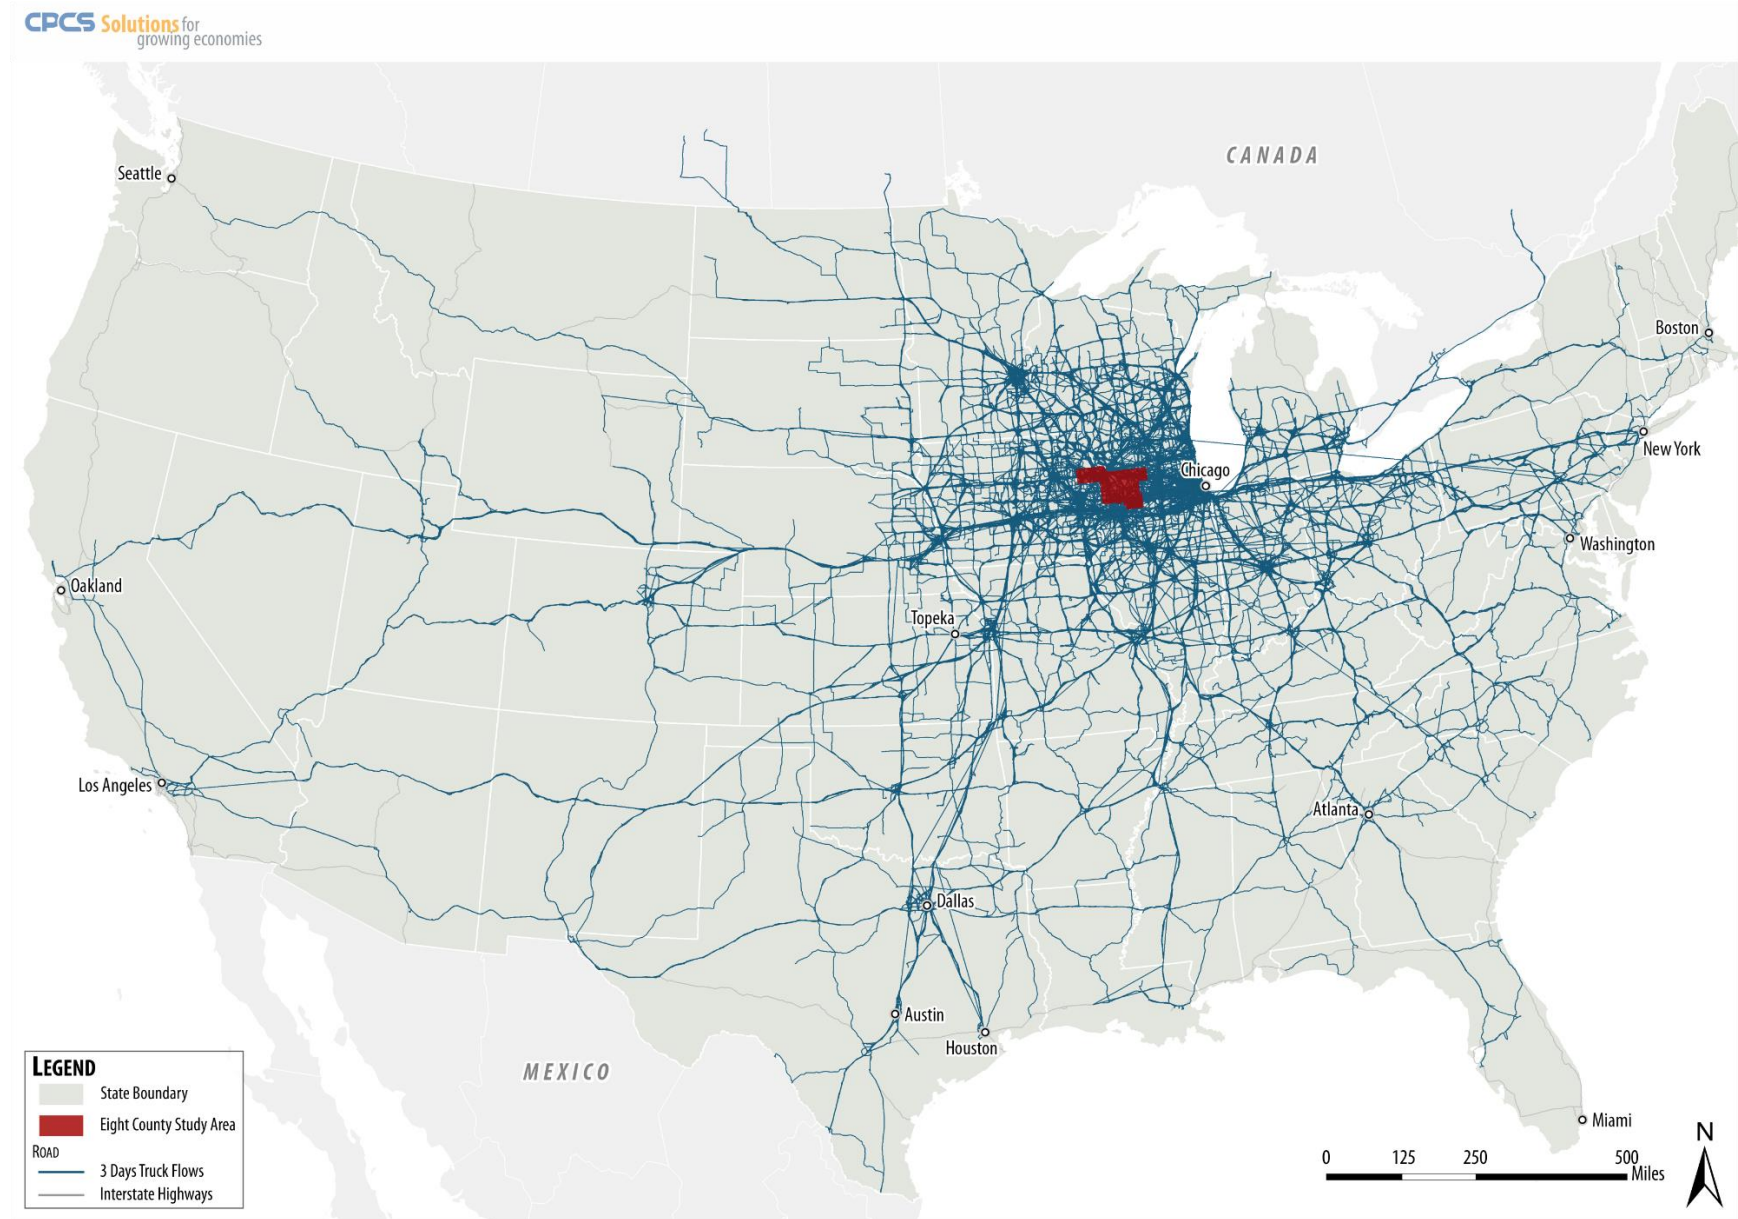 CPCS Solutions for
growing economies
CANADA
Seattle
Boston
New York
Chicago
Washington
Oakland
Topeka
Los Angeles
Atlanta
Dallas
Austin
Houston
MEXICO
Miami
LEGEND
State Boundary
Eight County Study Area
ROAD
3 Days Truck Flows
Interstate Highways
N
0 125 250 500
Miles